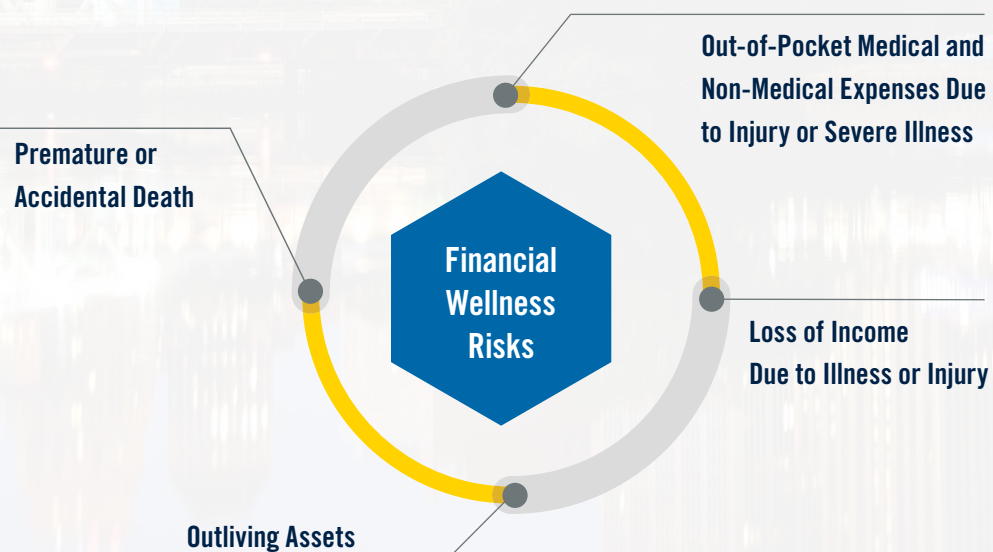 Out-of-Pocket Medical and
Non-Medical Expenses Due
to Injury or Severe Illness
Premature or
Accidental Death
Financial
Wellness
Risks
Loss of Income
Due to Illness or Injury
Outliving Assets